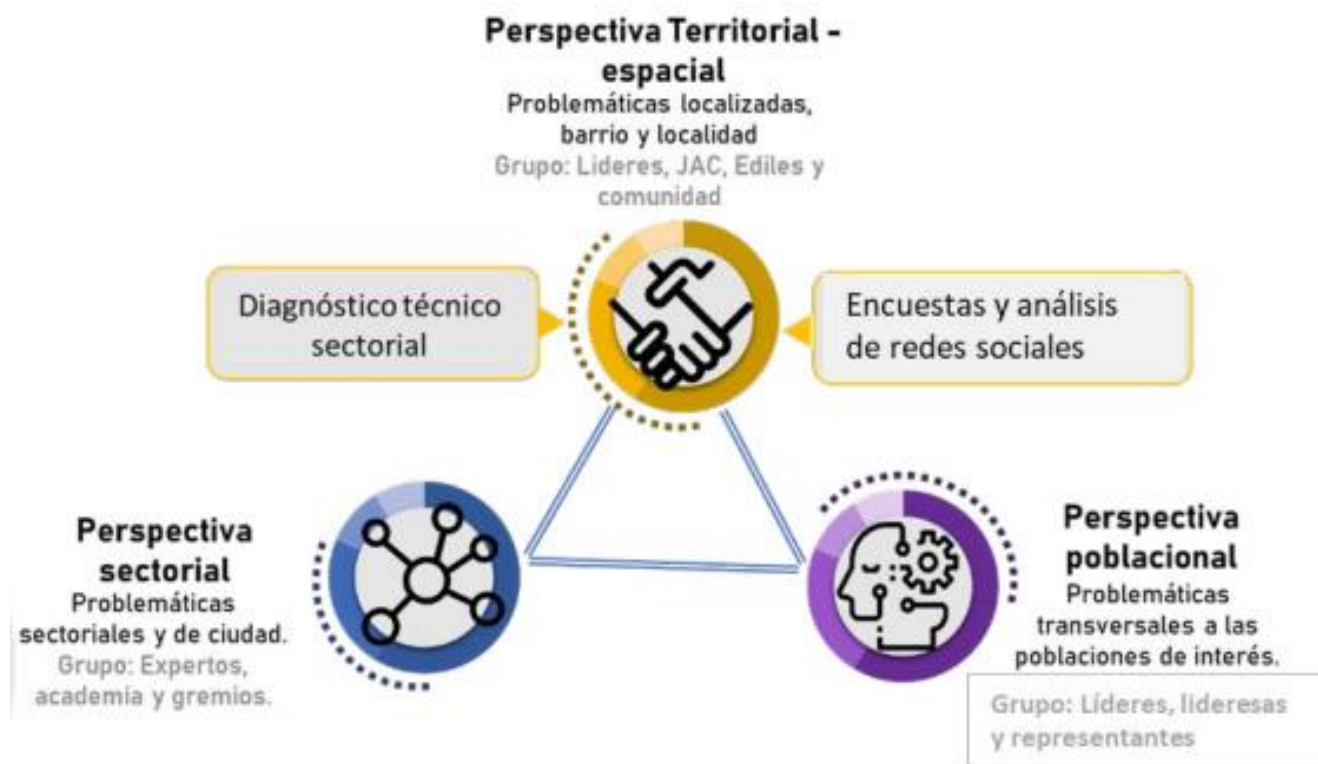 Perspectiva Territorial -
espacial
Problemáticas localizadas,
barrio y localidad
Grupo: Lideres, JAC, Ediles y
comunidad
Diagnóstico técnico
sectorial
Encuestas y análisis
de redes sociales
Perspectiva
sectorial
Problemáticas
sectoriales y de ciudad.
Grupo: Expertos,
academia y gremios.
Perspectiva
poblacional
Problemáticas
transversales a las
poblaciones de interés.
Grupo: Líderes, lideresas
y representantes